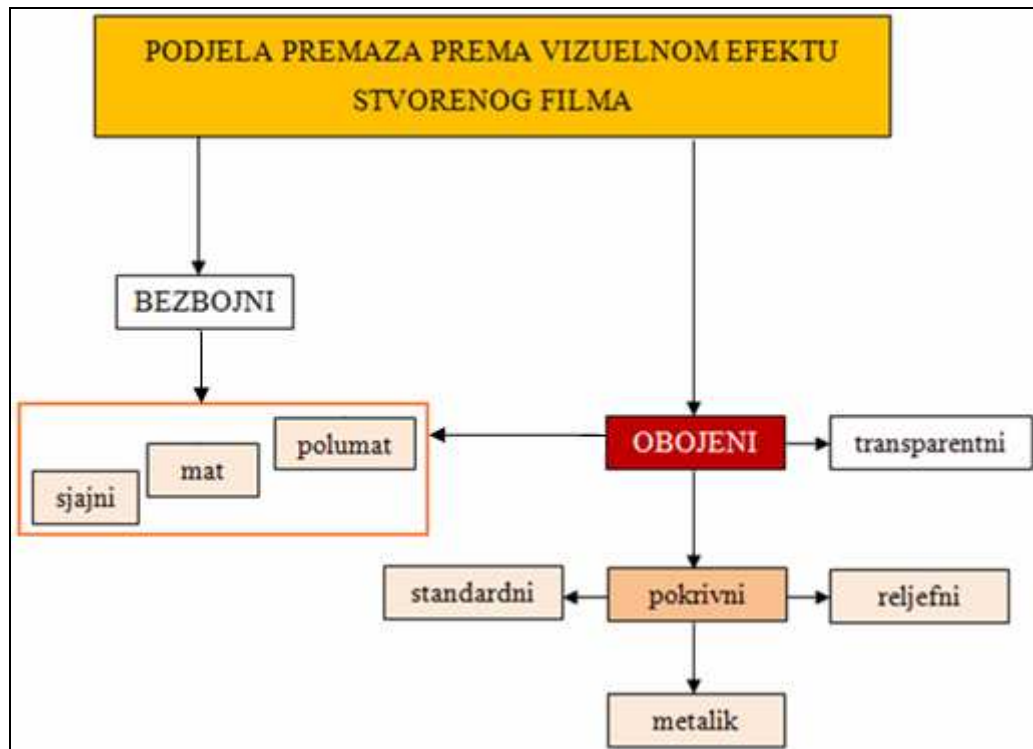 PODJELA PREMAZA PREMA VIZUELNOM EFEKTU
STVORENOG FILMA
BEZBOJNI
polumat
mat
sjajni
OBOJENI
transparentni
standardni
pokrivni
reljefni
metalik